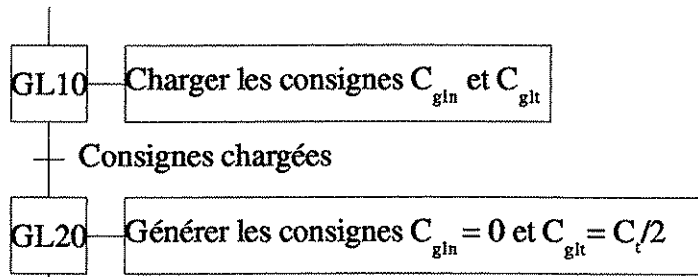 GL10 Charger les consignes C_gln et C_glt
Consignes chargées
GL20 Générer les consignes C_gln = 0 et C_glt = C_t/2